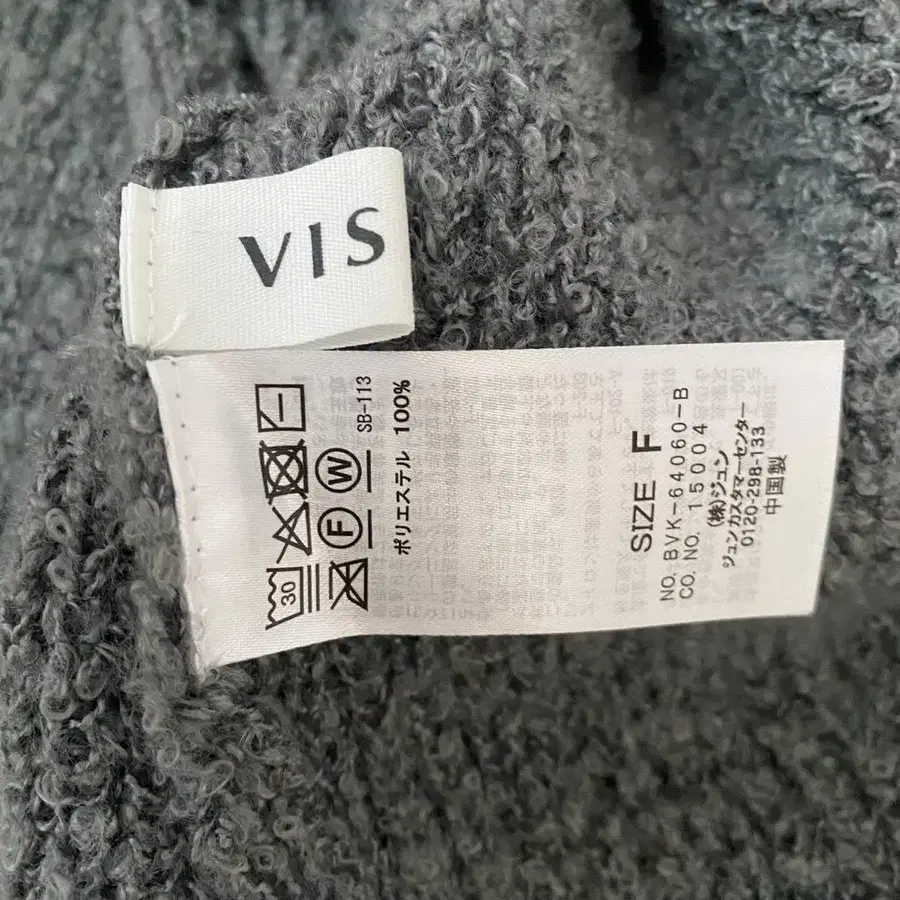 VIS
30
F W
SB-113
ポリエステル 100%
SIZE F
NO. BVK-64060-B
CO. NO. 15004
(株)ジュン
ジュンカスタマーセンター
0120-298-133
中国製